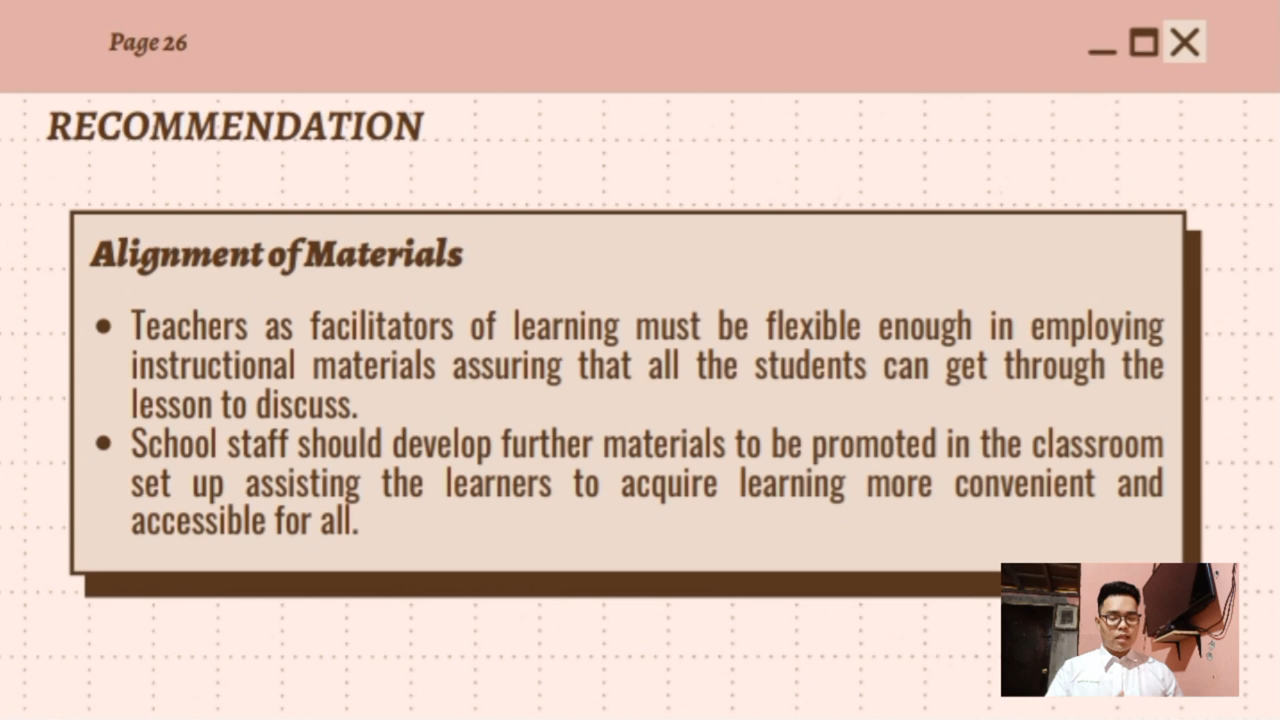 Page 26
RECOMMENDATION
Alignment of Materials
• Teachers as facilitators of learning must be flexible enough in employing
instructional materials assuring that all the students can get through the
lesson to discuss.
• School staff should develop further materials to be promoted in the classroom
set up assisting the learners to acquire learning more convenient and
accessible for all.